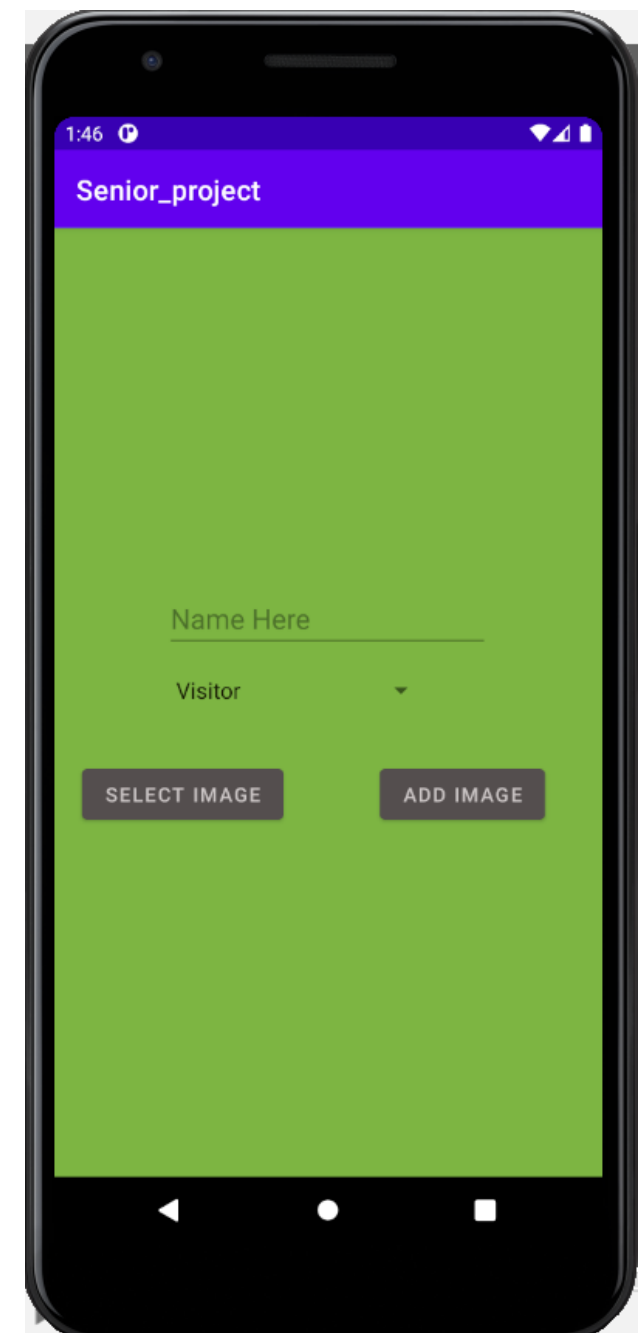 1:46
Senior_project
Name Here
Visitor
SELECT IMAGE
ADD IMAGE